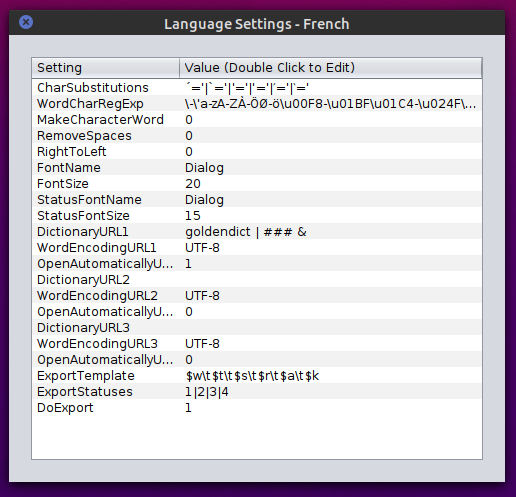 Language Settings - French
Setting Value (Double Click to Edit)
CharSubstitutions ´='|`='|'='|'='|'='|'='
WordCharRegExp \-\'a-zA-ZÀ-ÖØ-ö\u00F8-\u01BF\u01C4-\u024F\...
MakeCharacterWord 0
RemoveSpaces 0
RightToLeft 0
FontName Dialog
FontSize 20
StatusFontName Dialog
StatusFontSize 15
DictionaryURL1 goldendict | ### &
WordEncodingURL1 UTF-8
OpenAutomaticallyU... 1
DictionaryURL2
WordEncodingURL2 UTF-8
OpenAutomaticallyU... 0
DictionaryURL3
WordEncodingURL3 UTF-8
OpenAutomaticallyU... 0
ExportTemplate $w\t$t\t$s\t$r\t$a\t$k
ExportStatuses 1|2|3|4
DoExport 1